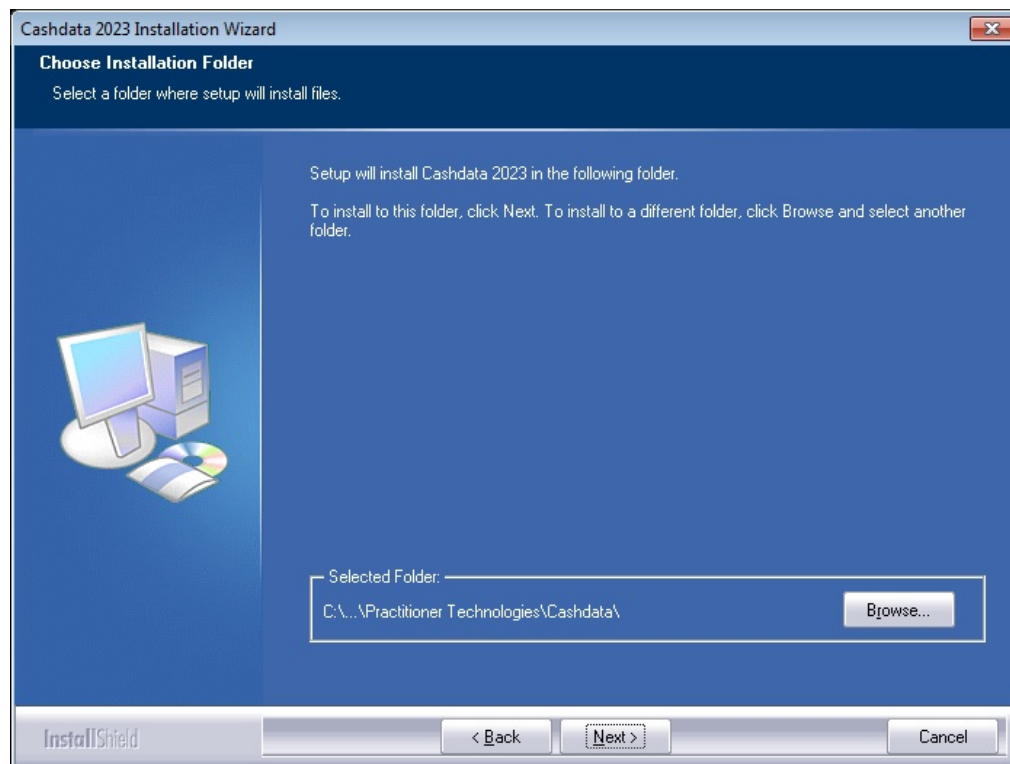 Cashdata 2023 Installation Wizard
Choose Installation Folder
Select a folder where setup will install files.
Setup will install Cashdata 2023 in the following folder.
To install to this folder, click Next. To install to a different folder, click Browse and select another
folder.
Selected Folder:
C:\...\Practitioner Technologies\Cashdata\
Browse...
InstallShield
< Back
Next >
Cancel